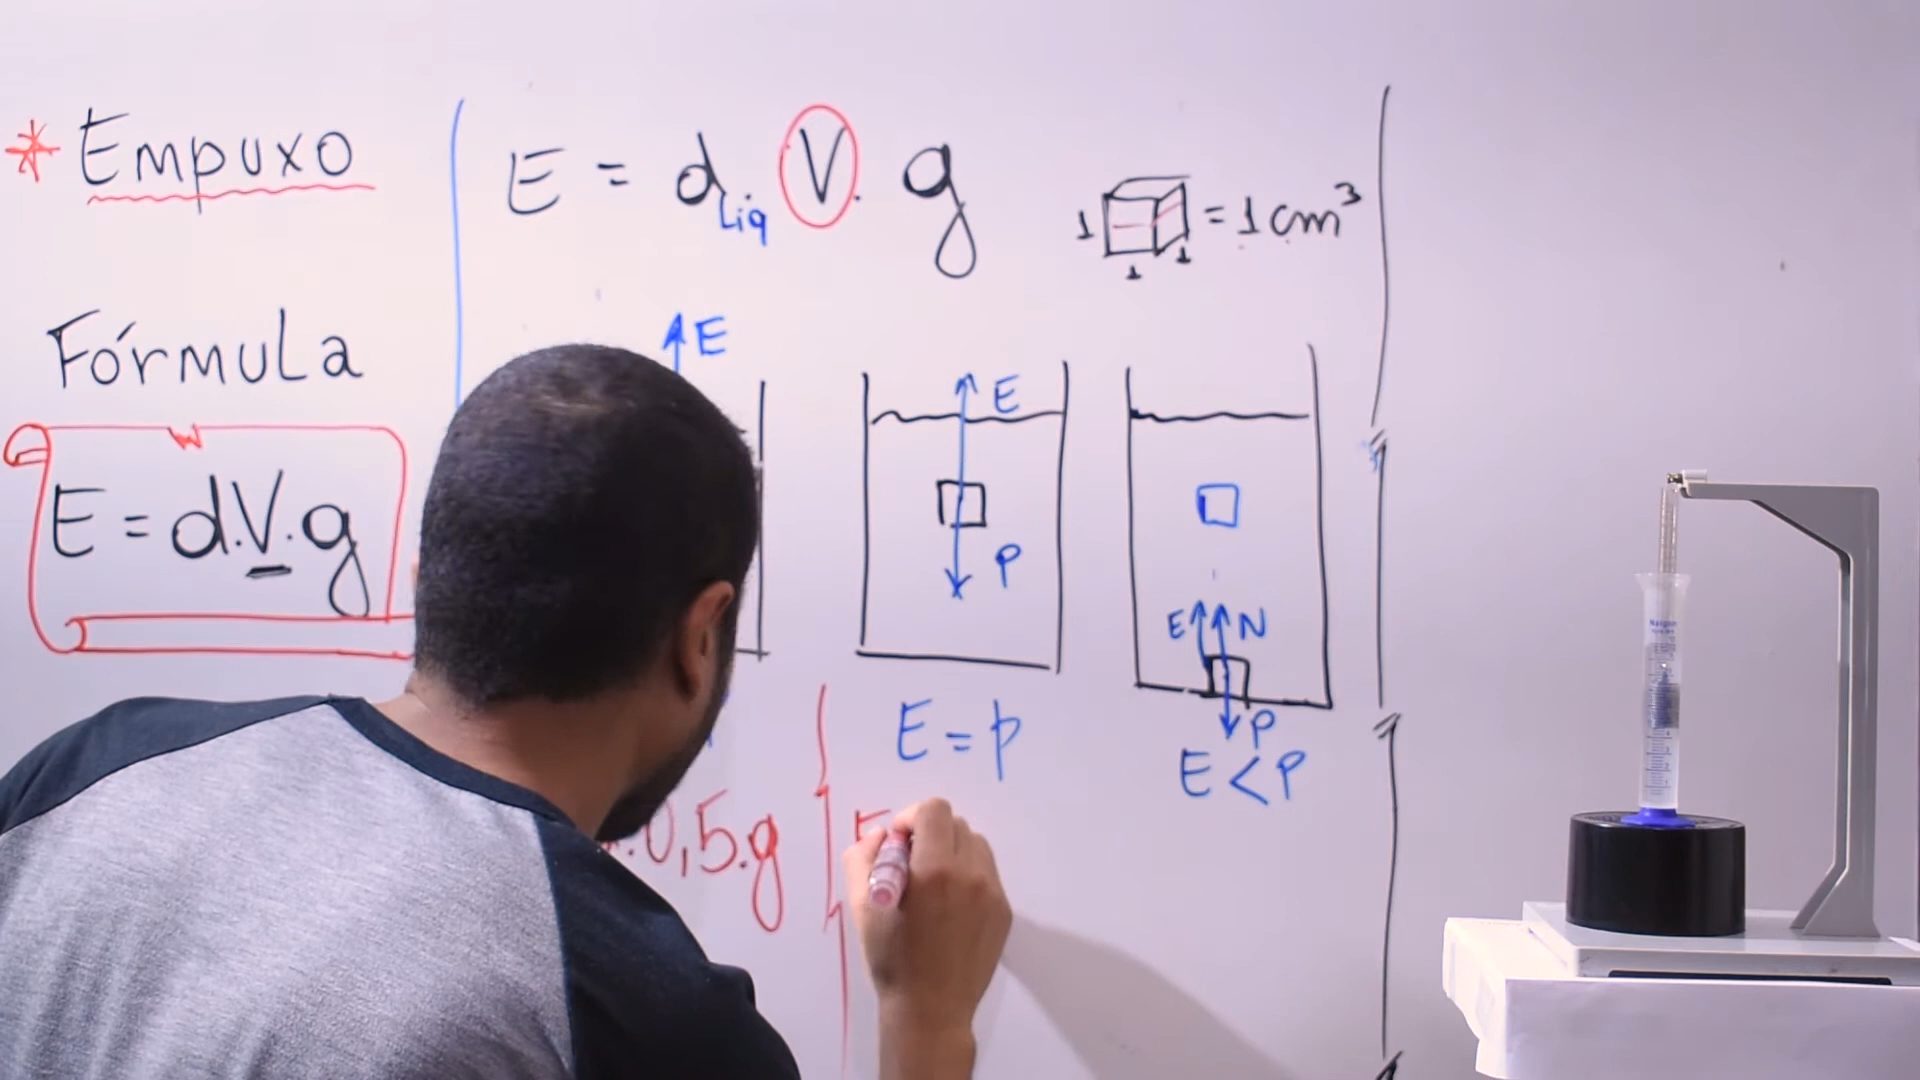 * Empuxo
Fórmula
E = d.V.g
E = d Liq . V . g
1 1 1 = 1 cm³
E
E
P
E = P
E N
P
E < P
.0,5.g